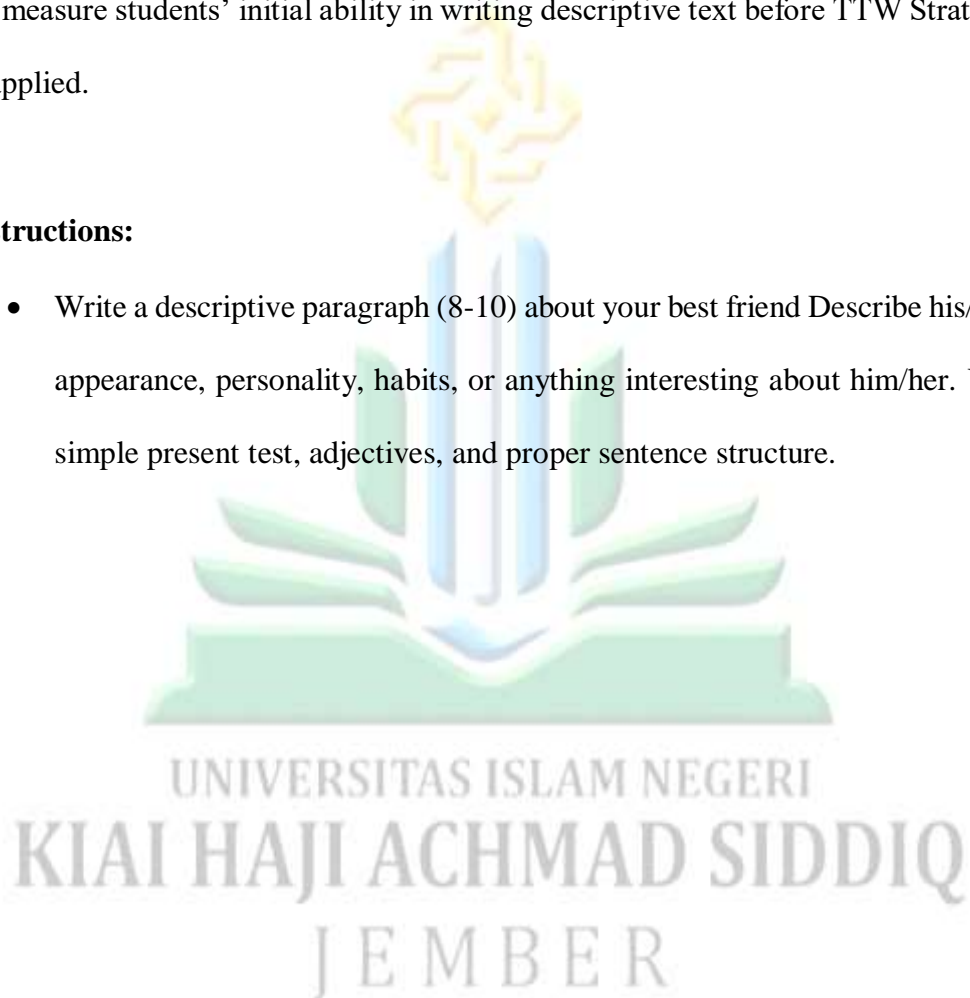 measure students’ initial ability in writing descriptive text before TTW Strat
applied.
tructions:
• Write a descriptive paragraph (8-10) about your best friend Describe his/
appearance, personality, habits, or anything interesting about him/her.
simple present test, adjectives, and proper sentence structure.
UNIVERSITAS ISLAM NEGERI
KIAI HAJI ACHMAD SIDDIQ
JEMBER